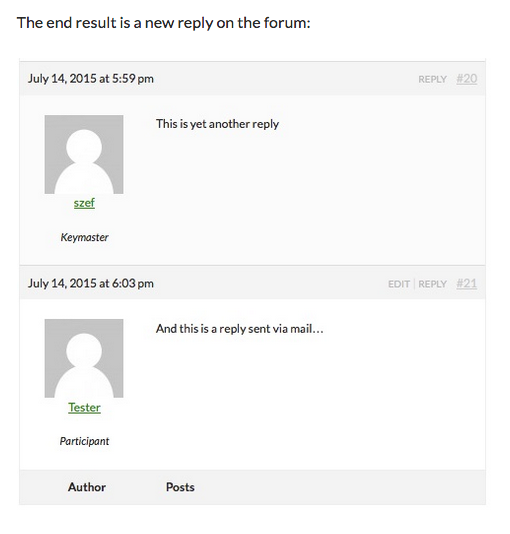 The end result is a new reply on the forum:
July 14, 2015 at 5:59 pm REPLY #20
This is yet another reply
szef
Keymaster
July 14, 2015 at 6:03 pm EDIT | REPLY #21
And this is a reply sent via mail...
Tester
Participant
Author Posts